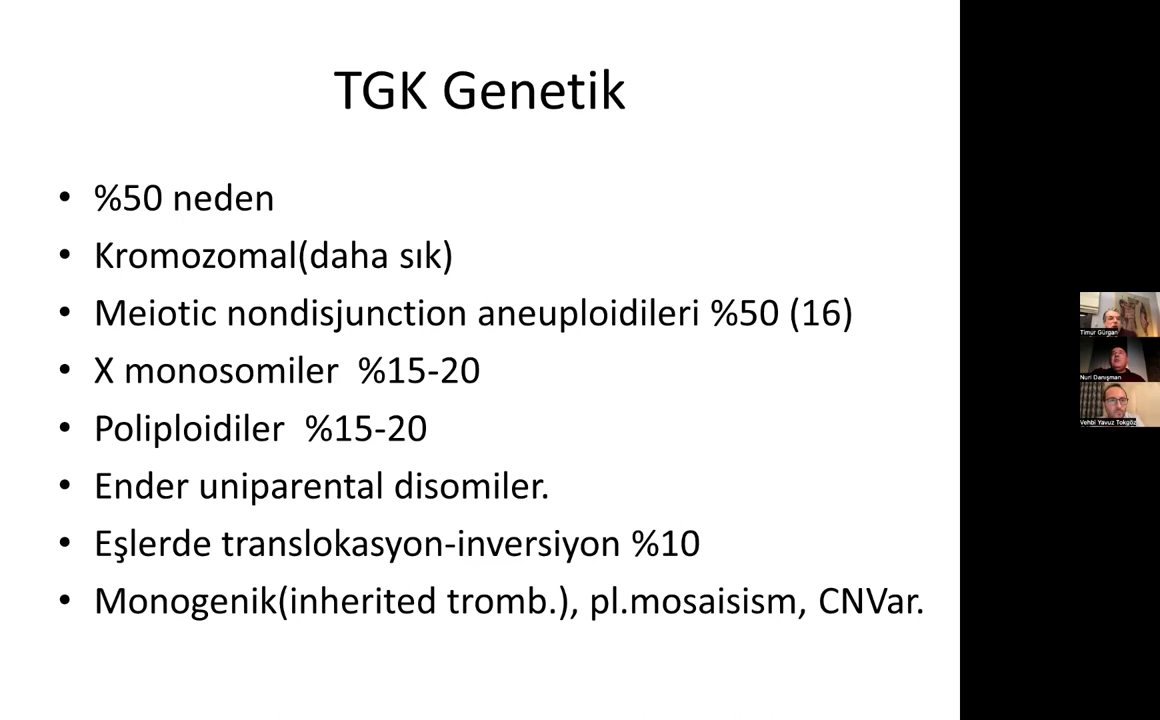 TGK Genetik
• %50 neden
• Kromozomal(daha sık)
• Meiotic nondisjunction aneuploidileri %50 (16)
• X monosomiler %15-20
• Poliploidiler %15-20
• Ender uniparental disomiler.
• Eşlerde translokasyon-inversiyon %10
• Monogenik(inherited tromb.), pl.mosaisism, CNVar.
Timur Gürgan
Nuri Danışman
Vehbi Yavuz Tokgöz